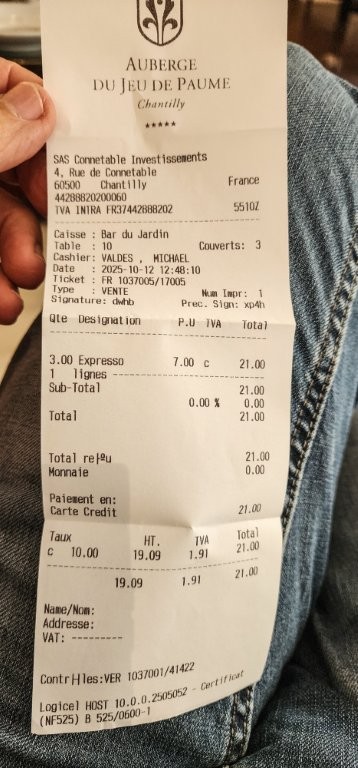 AUBERGE
DU JEU DE PAUME
Chantilly
★★★★★
SAS Connetable Investissements
4, Rue de Connetable
60500 Chantilly France
44288820200060
TVA INTRA FR37442888202 5510Z
Caisse : Bar du Jardin
Table : 10 Couverts: 3
Cashier: VALDES , MICHAEL
Date : 2025-10-12 12:48:10
Ticket : FR 1037005/17005
Type : VENTE Num Impr: 1
Signature: dwhb Prec. Sign: xp4h
Qte Designation P.U TVA Total
3.00 Expresso 7.00 c 21.00
1 lignes
Sub-Total 21.00
0.00 % 0.00
Total 21.00
Total re├ºu 21.00
Monnaie 0.00
Paiement en:
Carte Credit 21.00
Taux HT. TVA Total
c 10.00 19.09 1.91 21.00
19.09 1.91 21.00
Name/Nom:
Addresse:
VAT: ---------
Contr├┤les:VER 1037001/41422
Logicel HOST 10.0.0.2505052 - Certificat
(NF525) B 525/0600-1